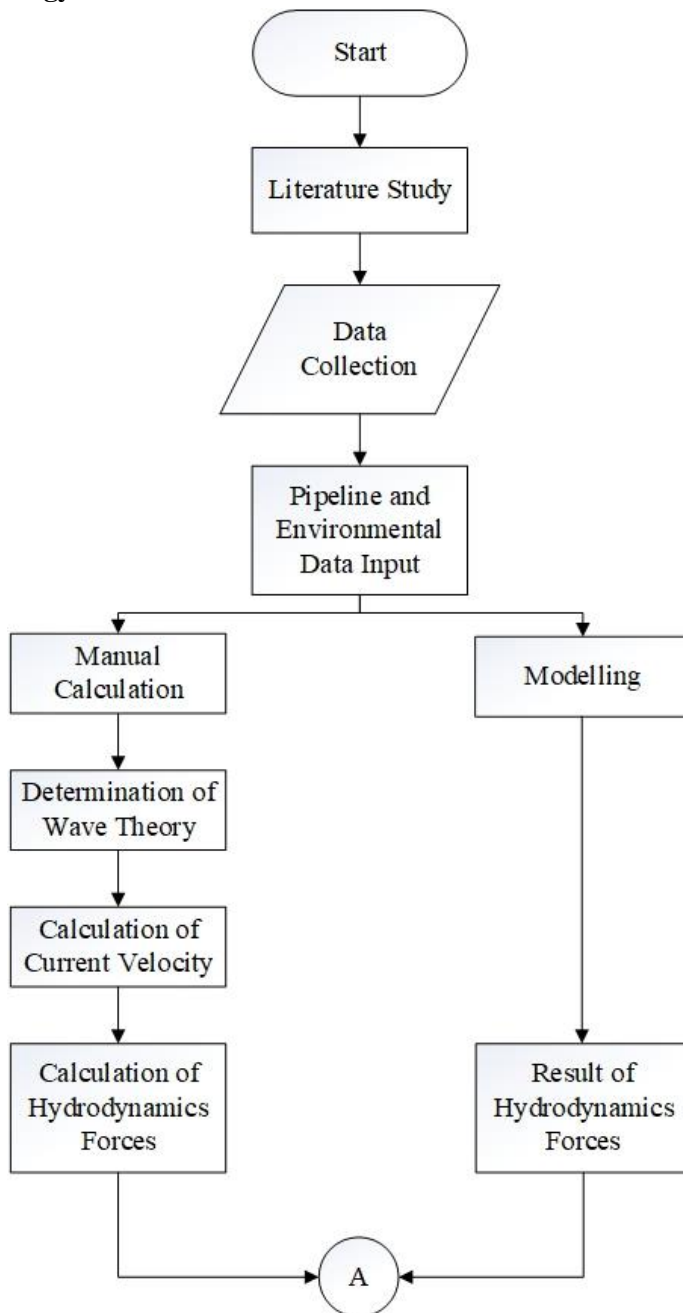 gy
Start
Literature Study
Data
Collection
Pipeline and
Environmental
Data Input
Manual
Calculation
Modelling
Determination of
Wave Theory
Calculation of
Current Velocity
Calculation of
Hydrodynamics
Forces
Result of
Hydrodynamics
Forces
A